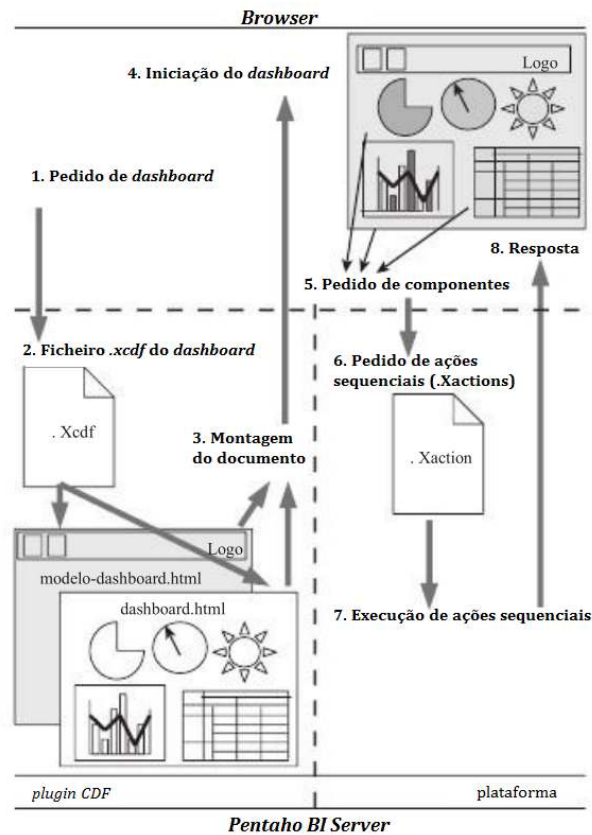 Browser
4. Iniciação do dashboard
Logo
1. Pedido de dashboard
8. Resposta
5. Pedido de componentes
2. Ficheiro .xcdf do dashboard
6. Pedido de ações
sequenciais (.Xactions)
. Xcdf
3. Montagem
do documento
. Xaction
Logo
modelo-dashboard.html
dashboard.html
7. Execução de ações sequenciais
plugin CDF
plataforma
Pentaho BI Server